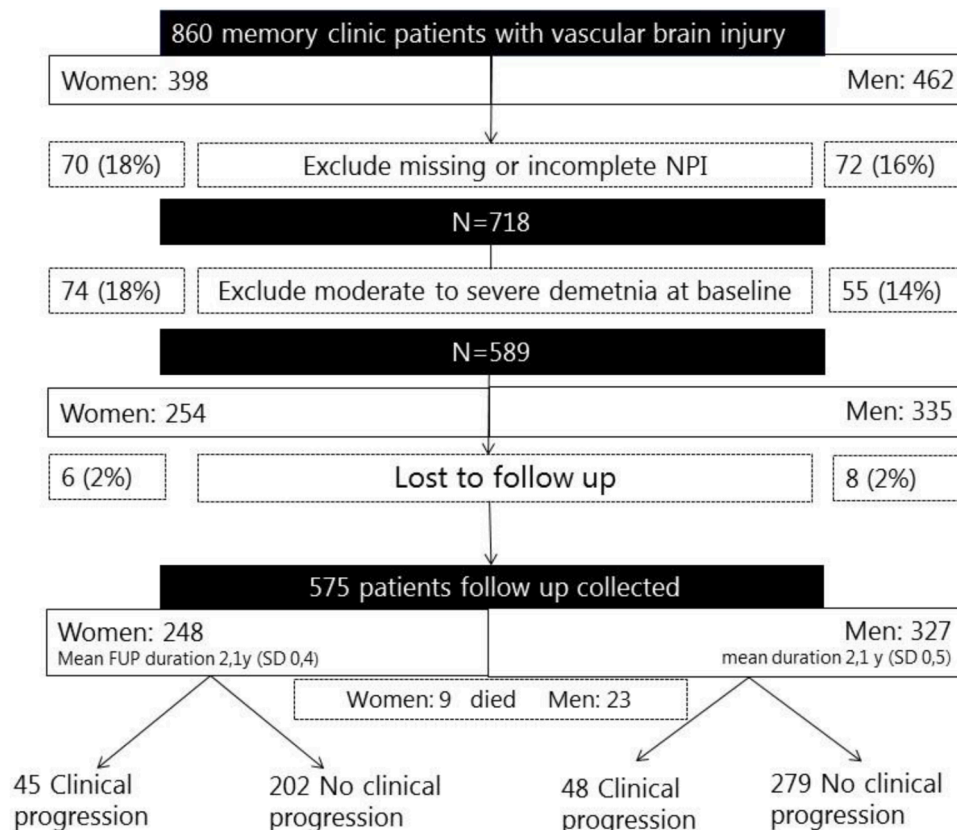 860 memory clinic patients with vascular brain injury
Women: 398
Men: 462
70 (18%)
Exclude missing or incomplete NPI
72 (16%)
N=718
74 (18%)
Exclude moderate to severe demetnia at baseline
55 (14%)
N=589
Women: 254
Men: 335
6 (2%)
Lost to follow up
8 (2%)
575 patients follow up collected
Women: 248
Mean FUP duration 2,1y (SD 0,4)
Men: 327
mean duration 2,1 y (SD 0,5)
Women: 9 died Men: 23
45 Clinical
progression
202 No clinical
progression
48 Clinical
progression
279 No clinical
progression